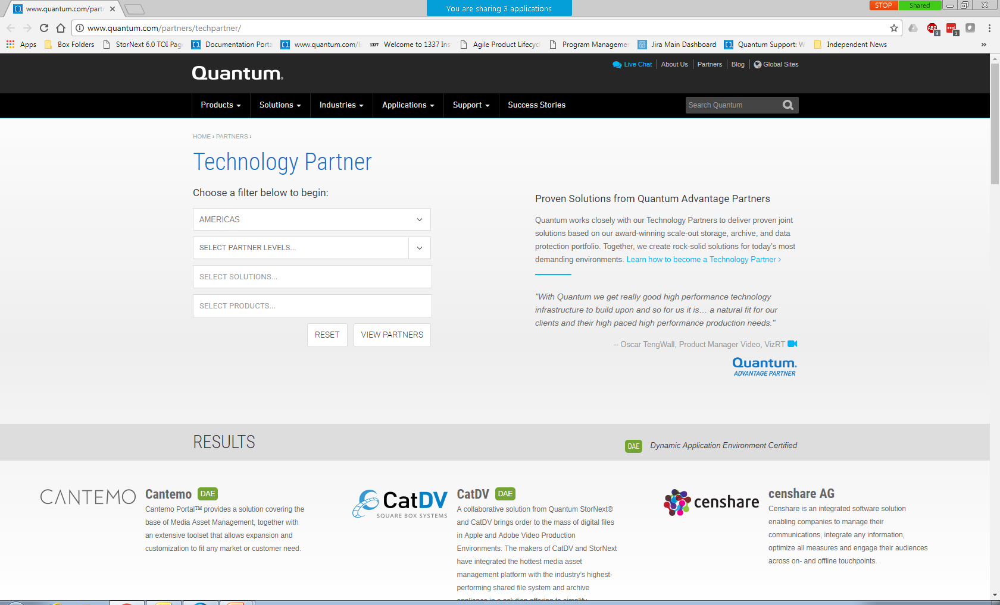 www.quantum.com/part
You are sharing 3 applications
STOP
Shared
www.quantum.com/partners/techpartner/
ABP
3
1
Apps
Box Folders
StorNext 6.0 TOI Pag
Documentation Porta
www.quantum.com/li
1337
Welcome to 1337 Ins
Agile Product Lifecyc
Program Manageme
Jira Main Dashboard
Quantum Support: W
Independent News
»
Quantum.
Live Chat
About Us
Partners
Blog
Global Sites
Products
Solutions
Industries
Applications
Support
Success Stories
Search Quantum
HOME › PARTNERS ›
Technology Partner
Choose a filter below to begin:
AMERICAS
SELECT PARTNER LEVELS...
SELECT SOLUTIONS...
SELECT PRODUCTS...
RESET
VIEW PARTNERS
Proven Solutions from Quantum Advantage Partners
Quantum works closely with our Technology Partners to deliver proven joint
solutions based on our award-winning scale-out storage, archive, and data
protection portfolio. Together, we create rock-solid solutions for today’s most
demanding environments. Learn how to become a Technology Partner ›
"With Quantum we get really good high performance technology
infrastructure to build upon and so for us it is… a natural fit for our
clients and their high paced high performance production needs."
– Oscar TengWall, Product Manager Video, VizRT
Quantum.
ADVANTAGE PARTNER
RESULTS
DAE
Dynamic Application Environment Certified
CANTEMO
Cantemo DAE
Cantemo Portal™ provides a solution covering the
base of Media Asset Management, together with
an extensive toolset that allows expansion and
customization to fit any market or customer need.
CatDV
SQUARE BOX SYSTEMS
CatDV DAE
A collaborative solution from Quantum StorNext®
and CatDV brings order to the mass of digital files
in Apple and Adobe Video Production
Environments. The makers of CatDV and StorNext
have integrated the hottest media asset
management platform with the industry’s highest-
performing shared file system and archive
appliance in a solution offering to simplify
censhare
censhare AG
Censhare is an integrated software solution
enabling companies to manage their
communications, integrate any information,
optimize all measures and engage their audiences
across on- and offline touchpoints.